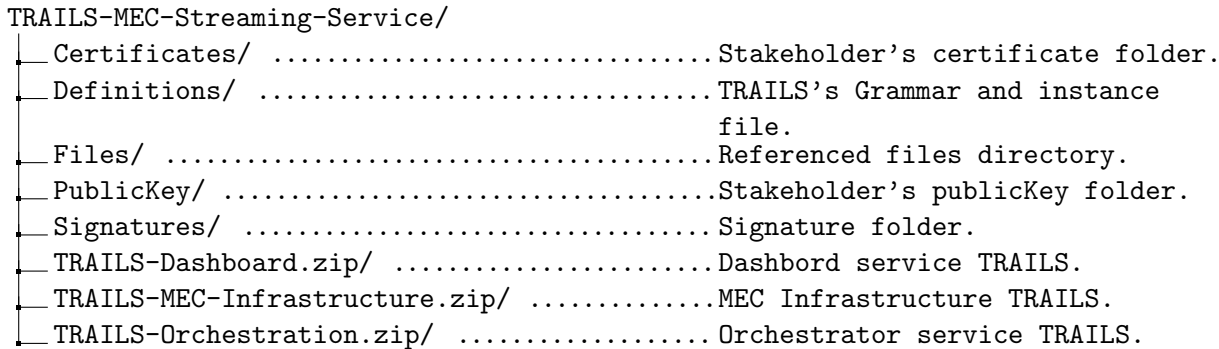 TRAILS-MEC-Streaming-Service/
Certificates/ .................................Stakeholder's certificate folder.
Definitions/ ..................................TRAILS's Grammar and instance
file.
Files/ .........................................Referenced files directory.
PublicKey/ .....................................Stakeholder's publicKey folder.
Signatures/ ...................................Signature folder.
TRAILS-Dashboard.zip/ ........................Dashbord service TRAILS.
TRAILS-MEC-Infrastructure.zip/ ..............MEC Infrastructure TRAILS.
TRAILS-Orchestration.zip/ ...................Orchestrator service TRAILS.